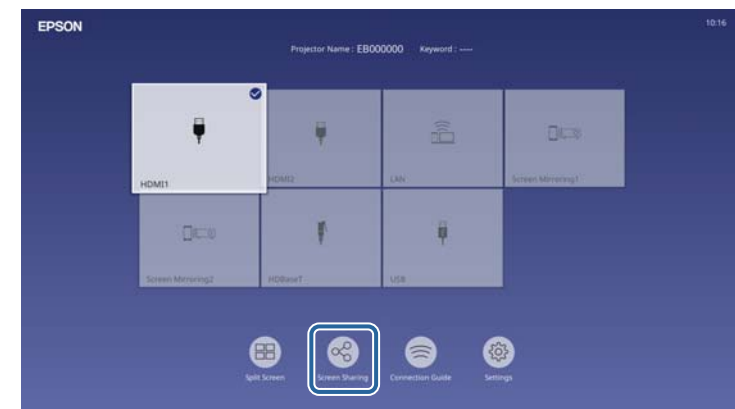 EPSON
10:16
Projector Name : EB000000 Keyword : ----
HDMI1
HDMI2
LAN
Screen Mirroring1
Screen Mirroring2
HDBaseT
USB
Split Screen
Screen Sharing
Connection Guide
Settings